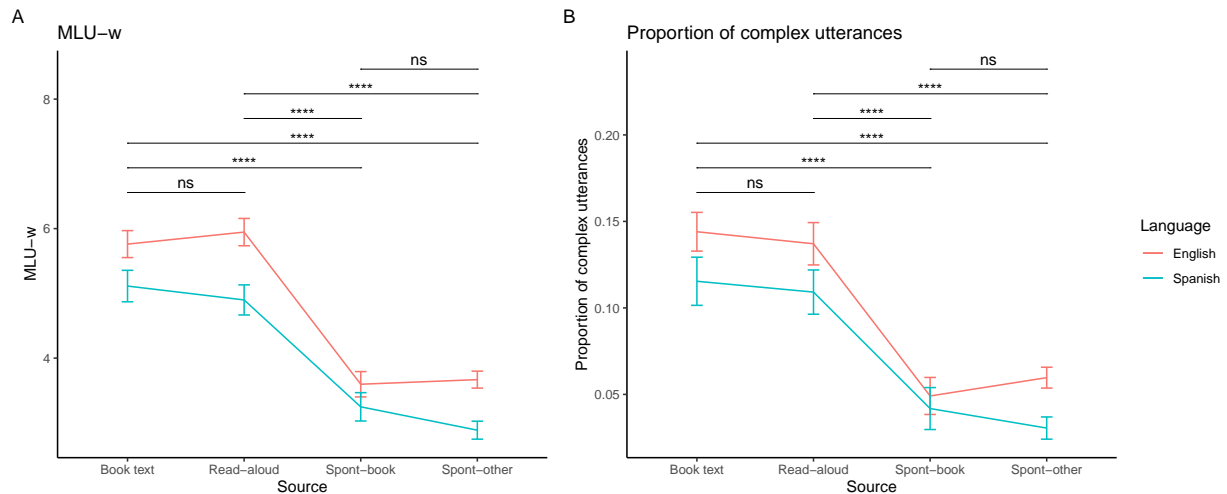 A
MLU−w
ns
****
****
****
****
ns
8
6
4
MLU−w
Book text
Read−aloud
Spont−book
Spont−other
Source
B
Proportion of complex utterances
ns
****
****
****
****
ns
0.20
0.15
0.10
0.05
Proportion of complex utterances
Book text
Read−aloud
Spont−book
Spont−other
Source
Language
English
Spanish